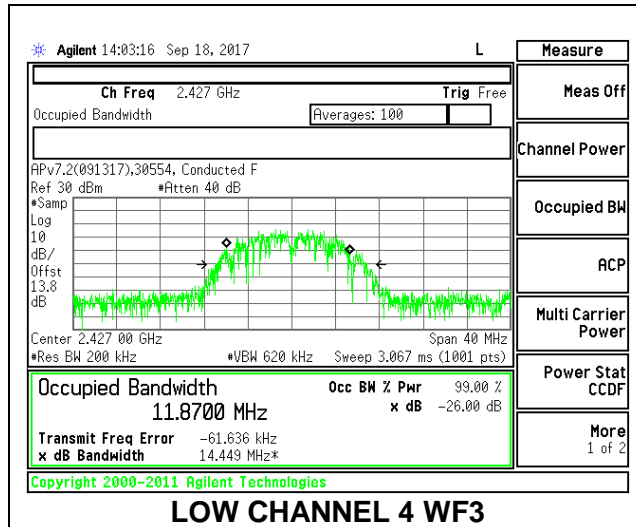 Agilent 14:03:16 Sep 18, 2017 L
Measure
Ch Freq 2.427 GHz Trig Free
Meas Off
Occupied Bandwidth Averages: 100
Channel Power
APv7.2(091317),30554, Conducted F
Ref 30 dBm #Atten 40 dB
#Samp
Log
10
dB/
Offst
13.8
dB
Occupied BW
ACP
Multi Carrier
Power
Center 2.427 00 GHz Span 40 MHz
#Res BW 200 kHz #VBW 620 kHz Sweep 3.067 ms (1001 pts)
Power Stat
CCDF
Occupied Bandwidth Occ BW % Pwr 99.00 %
11.8700 MHz x dB -26.00 dB
Transmit Freq Error -61.636 kHz
x dB Bandwidth 14.449 MHz*
More
1 of 2
Copyright 2000-2011 Agilent Technologies
LOW CHANNEL 4 WF3